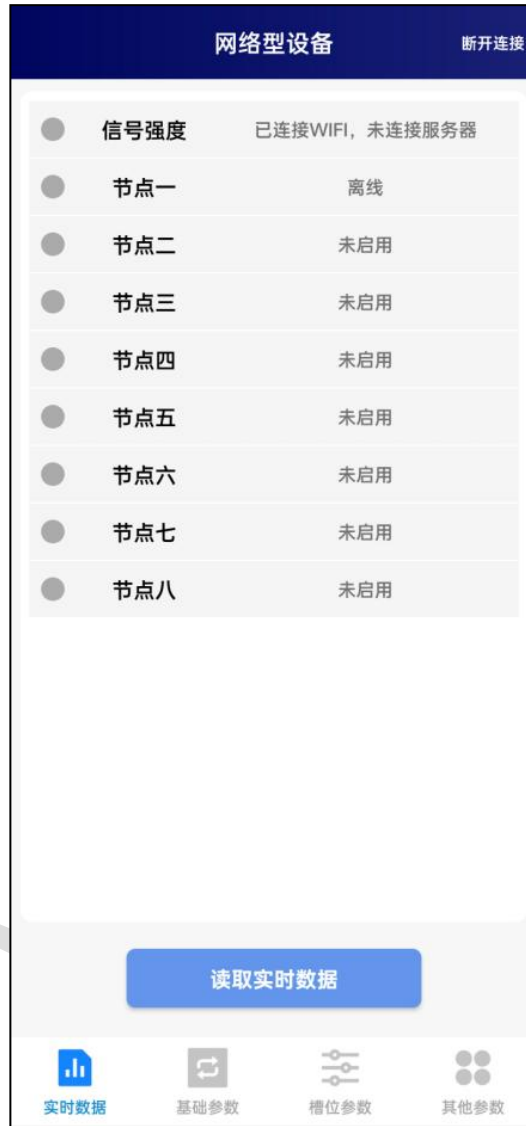 网络型设备 断开连接
信号强度 已连接WIFI，未连接服务器
节点一 离线
节点二 未启用
节点三 未启用
节点四 未启用
节点五 未启用
节点六 未启用
节点七 未启用
节点八 未启用
读取实时数据
实时数据 基础参数 槽位参数 其他参数